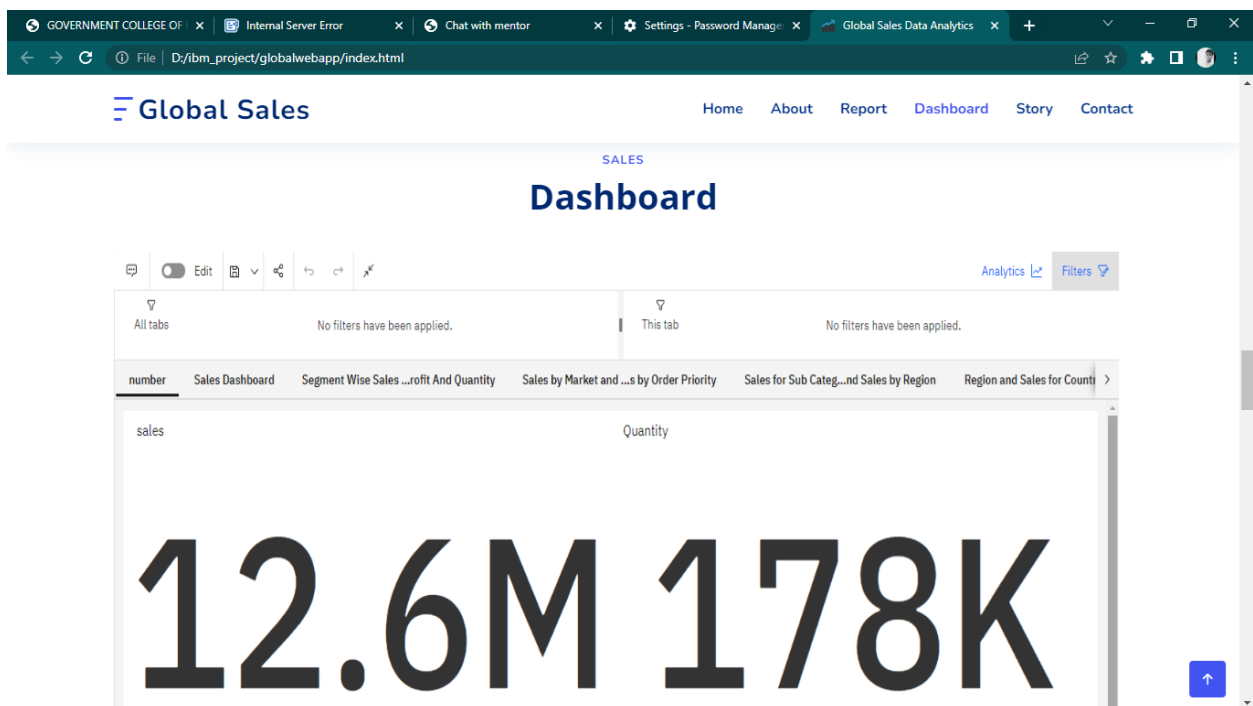 GOVERNMENT COLLEGE OF Internal Server Error Chat with mentor Settings - Password Manage Global Sales Data Analytics
File D:/ibm_project/globalwebapp/index.html
Global Sales Home About Report Dashboard Story Contact
SALES
Dashboard
Edit Analytics Filters
All tabs No filters have been applied. This tab No filters have been applied.
number Sales Dashboard Segment Wise Sales ...rofit And Quantity Sales by Market and ...s by Order Priority Sales for Sub Categ...nd Sales by Region Region and Sales for Count
sales Quantity
12.6M 178K